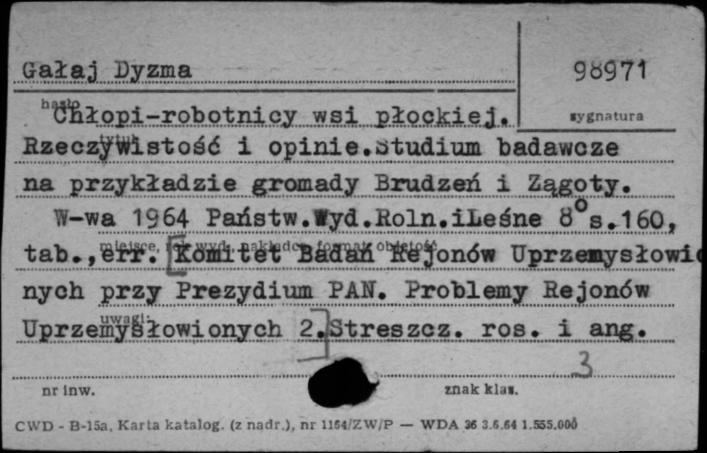 Gałaj Dyzma
98971
hasło
sygnatura
Chłopi-robotnicy wsi płockiej.
tytuł
Rzeczywistość i opinie.Studium badawcze
na przykładzie gromady Brudzeń i Zągoty.
W-wa 1964 Państw.Wyd.Roln.iLeśne 8° s.160,
miejsce, rok wyd., nakładca, format, objętość
tab.,err. [Komitet Badań Rejonów Uprzemysłowio
nych przy Prezydium PAN. Problemy Rejonów
uwagi:
Uprzemysłowionych 2.]Streszcz. ros. i ang.
3
nr inw.
znak klas.
CWD - B-15a, Karta katalog. (z nadr.), nr 1164/ZW/P — WDA 36 3.6.64 1.555.000